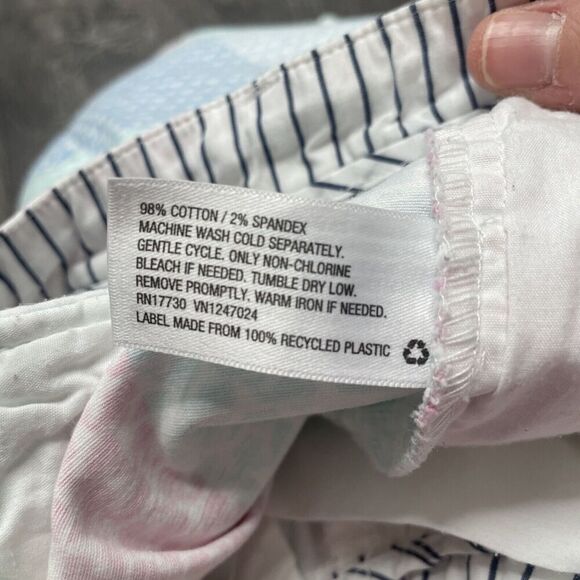 98% COTTON / 2% SPANDEX
MACHINE WASH COLD SEPARATELY.
GENTLE CYCLE. ONLY NON-CHLORINE
BLEACH IF NEEDED. TUMBLE DRY LOW.
REMOVE PROMPTLY. WARM IRON IF NEEDED.
RN17730 VN1247024
LABEL MADE FROM 100% RECYCLED PLASTIC